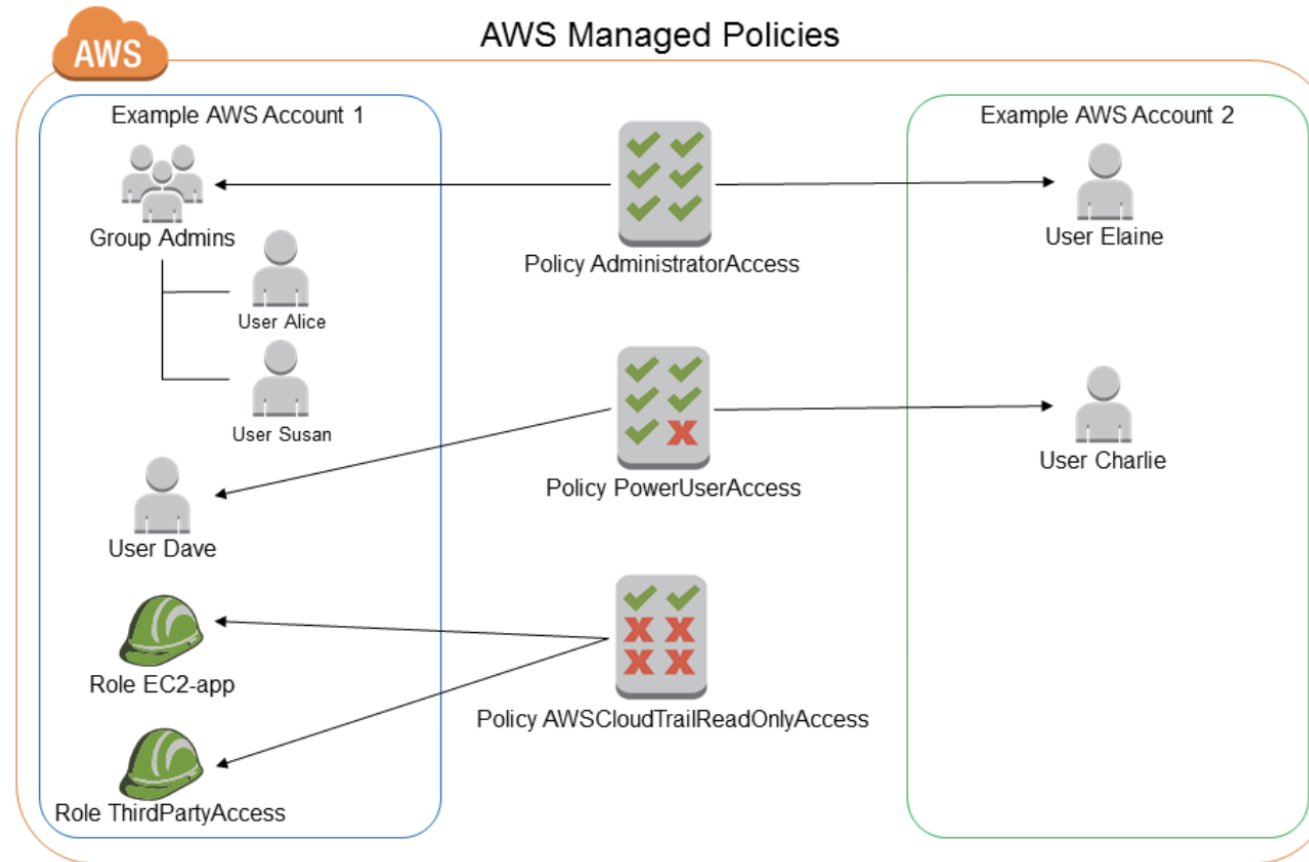 AWS Managed Policies
AWS
Example AWS Account 1
Example AWS Account 2
Group Admins
User Alice
User Susan
User Dave
Role EC2-app
Role ThirdPartyAccess
Policy AdministratorAccess
Policy PowerUserAccess
Policy AWSCloudTrailReadOnlyAccess
User Elaine
User Charlie